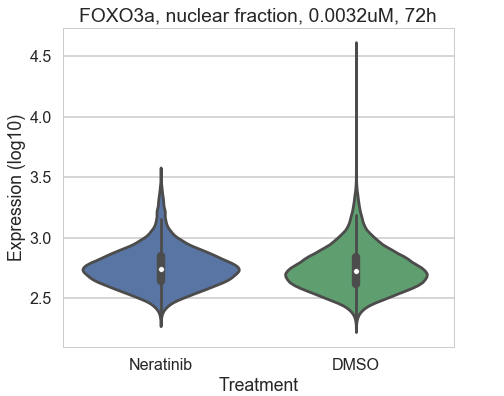 FOXO3a, nuclear fraction, 0.0032uM, 72h
Expression (log10)
4.5
4.0
3.5
3.0
2.5
Neratinib DMSO
Treatment